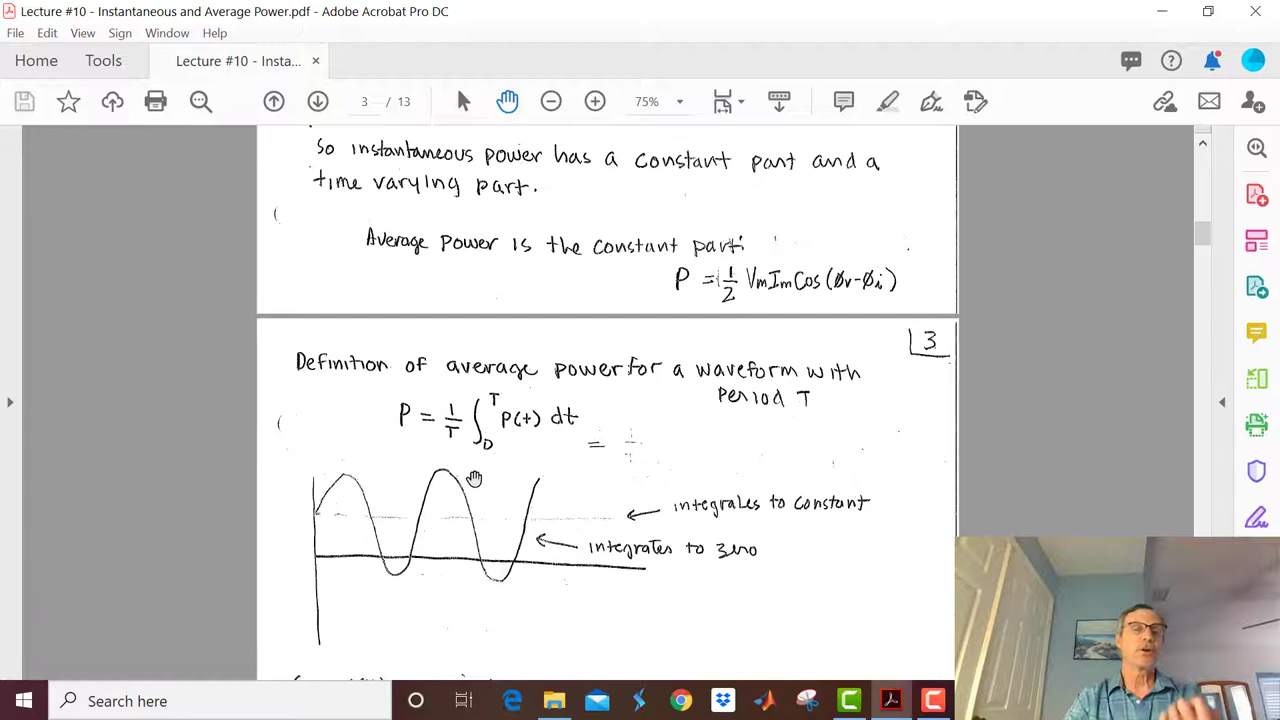 Lecture #10 - Instantaneous and Average Power.pdf - Adobe Acrobat Pro DC
File Edit View Sign Window Help
Home Tools Lecture #10 - Insta... ×
3 / 13 75%
So instantaneous power has a constant part and a
time varying part.
Average Power is the constant part:
P = 1/2 VmImCos(Øv-Øi)
3
Definition of average power for a waveform with
Period T
P = 1/T ∫₀ᵀ P(t) dt =
integrates to constant
integrates to zero
Search here